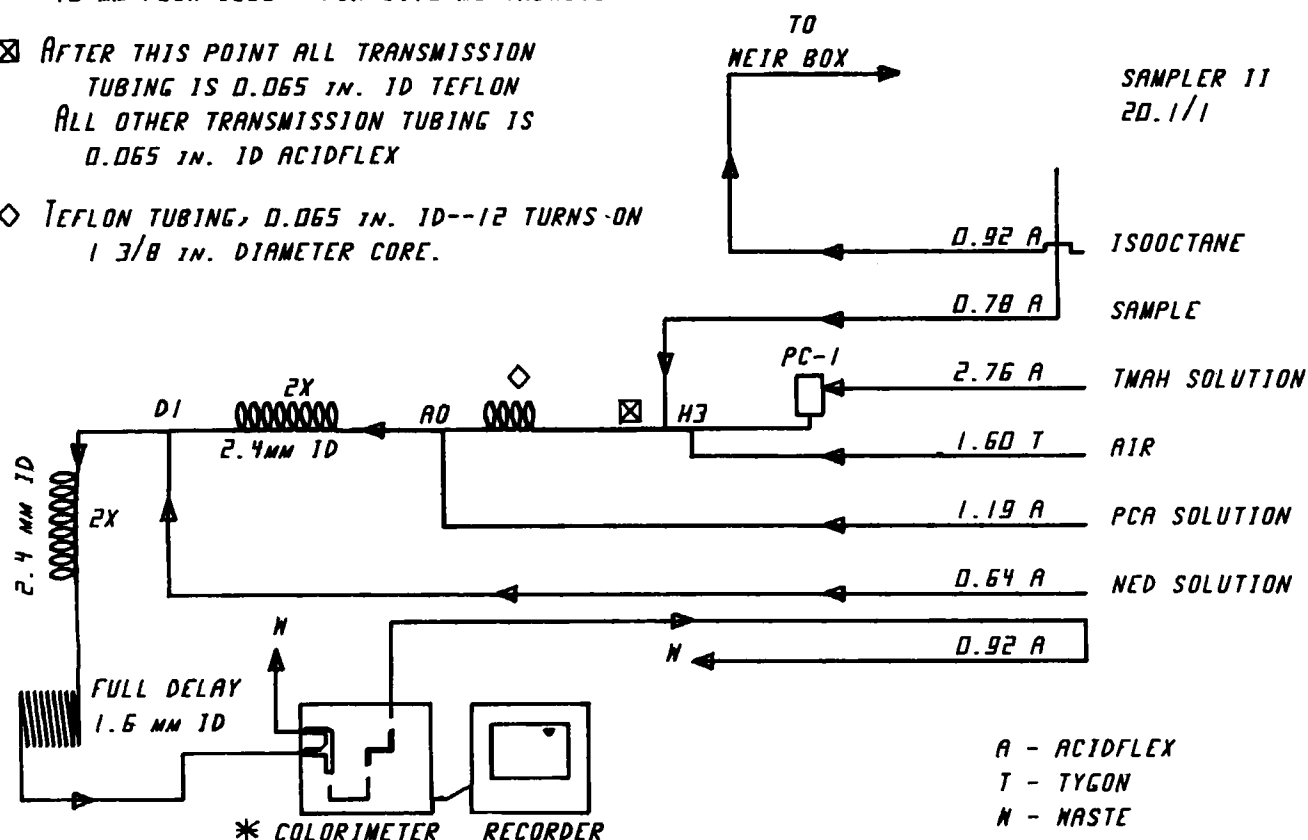 ⊠ AFTER THIS POINT ALL TRANSMISSION
TUBING IS 0.065 IN. ID TEFLON
ALL OTHER TRANSMISSION TUBING IS
0.065 IN. ID ACIDFLEX
◇ TEFLON TUBING, 0.065 IN. ID--12 TURNS ON
1 3/8 IN. DIAMETER CORE.
TO
WEIR BOX
SAMPLER II
20.1/1
0.92 A ISOOCTANE
0.78 A SAMPLE
PC-1
2.76 A TMAH SOLUTION
◇
2X
D1
A0
⊠
H3
2.4MM ID
1.60 T AIR
2.4 MM ID
2X
1.19 A PCA SOLUTION
0.64 A NED SOLUTION
W
W
0.92 A
FULL DELAY
1.6 MM ID
A - ACIDFLEX
T - TYGON
W - WASTE
* COLORIMETER
RECORDER